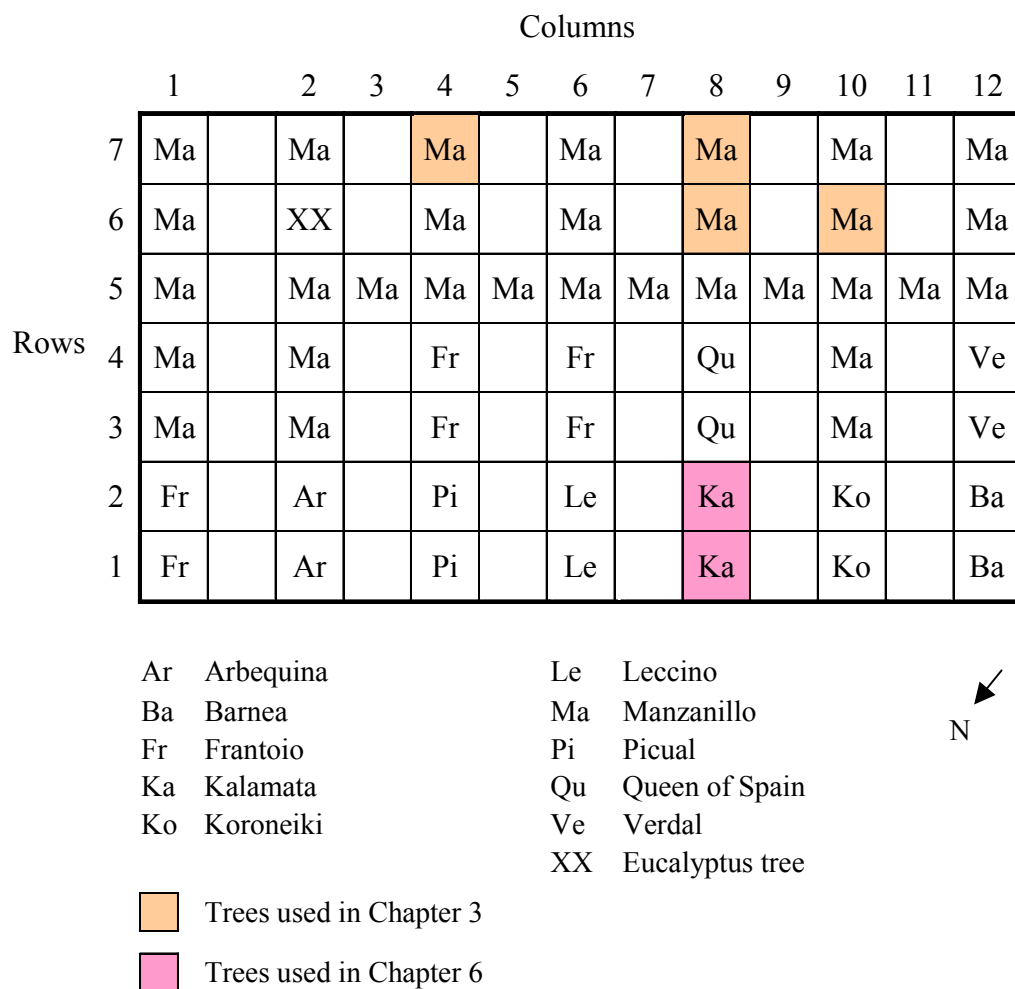 Columns
1 2 3 4 5 6 7 8 9 10 11 12
7 Ma Ma Ma Ma Ma Ma Ma
6 Ma XX Ma Ma Ma Ma Ma
5 Ma Ma Ma Ma Ma Ma Ma Ma Ma Ma Ma Ma
Rows
4 Ma Ma Fr Fr Qu Ma Ve
3 Ma Ma Fr Fr Qu Ma Ve
2 Fr Ar Pi Le Ka Ko Ba
1 Fr Ar Pi Le Ka Ko Ba
Ar Arbequina
Ba Barnea
Fr Frantoio
Ka Kalamata
Ko Koroneiki
Le Leccino
Ma Manzanillo
Pi Picual
Qu Queen of Spain
Ve Verdal
XX Eucalyptus tree
N
Trees used in Chapter 3
Trees used in Chapter 6